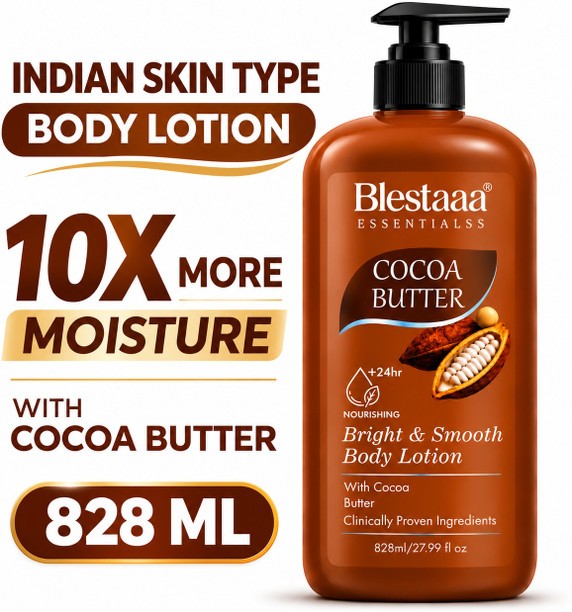 INDIAN SKIN TYPE
BODY LOTION
10X MORE
MOISTURE
WITH
COCOA BUTTER
828 ML
Blestaaa®
ESSENTIALSS
COCOA
BUTTER
+24hr
NOURISHING
Bright & Smooth
Body Lotion
With Cocoa
Butter
Clinically Proven Ingredients
828ml/27.99 fl oz